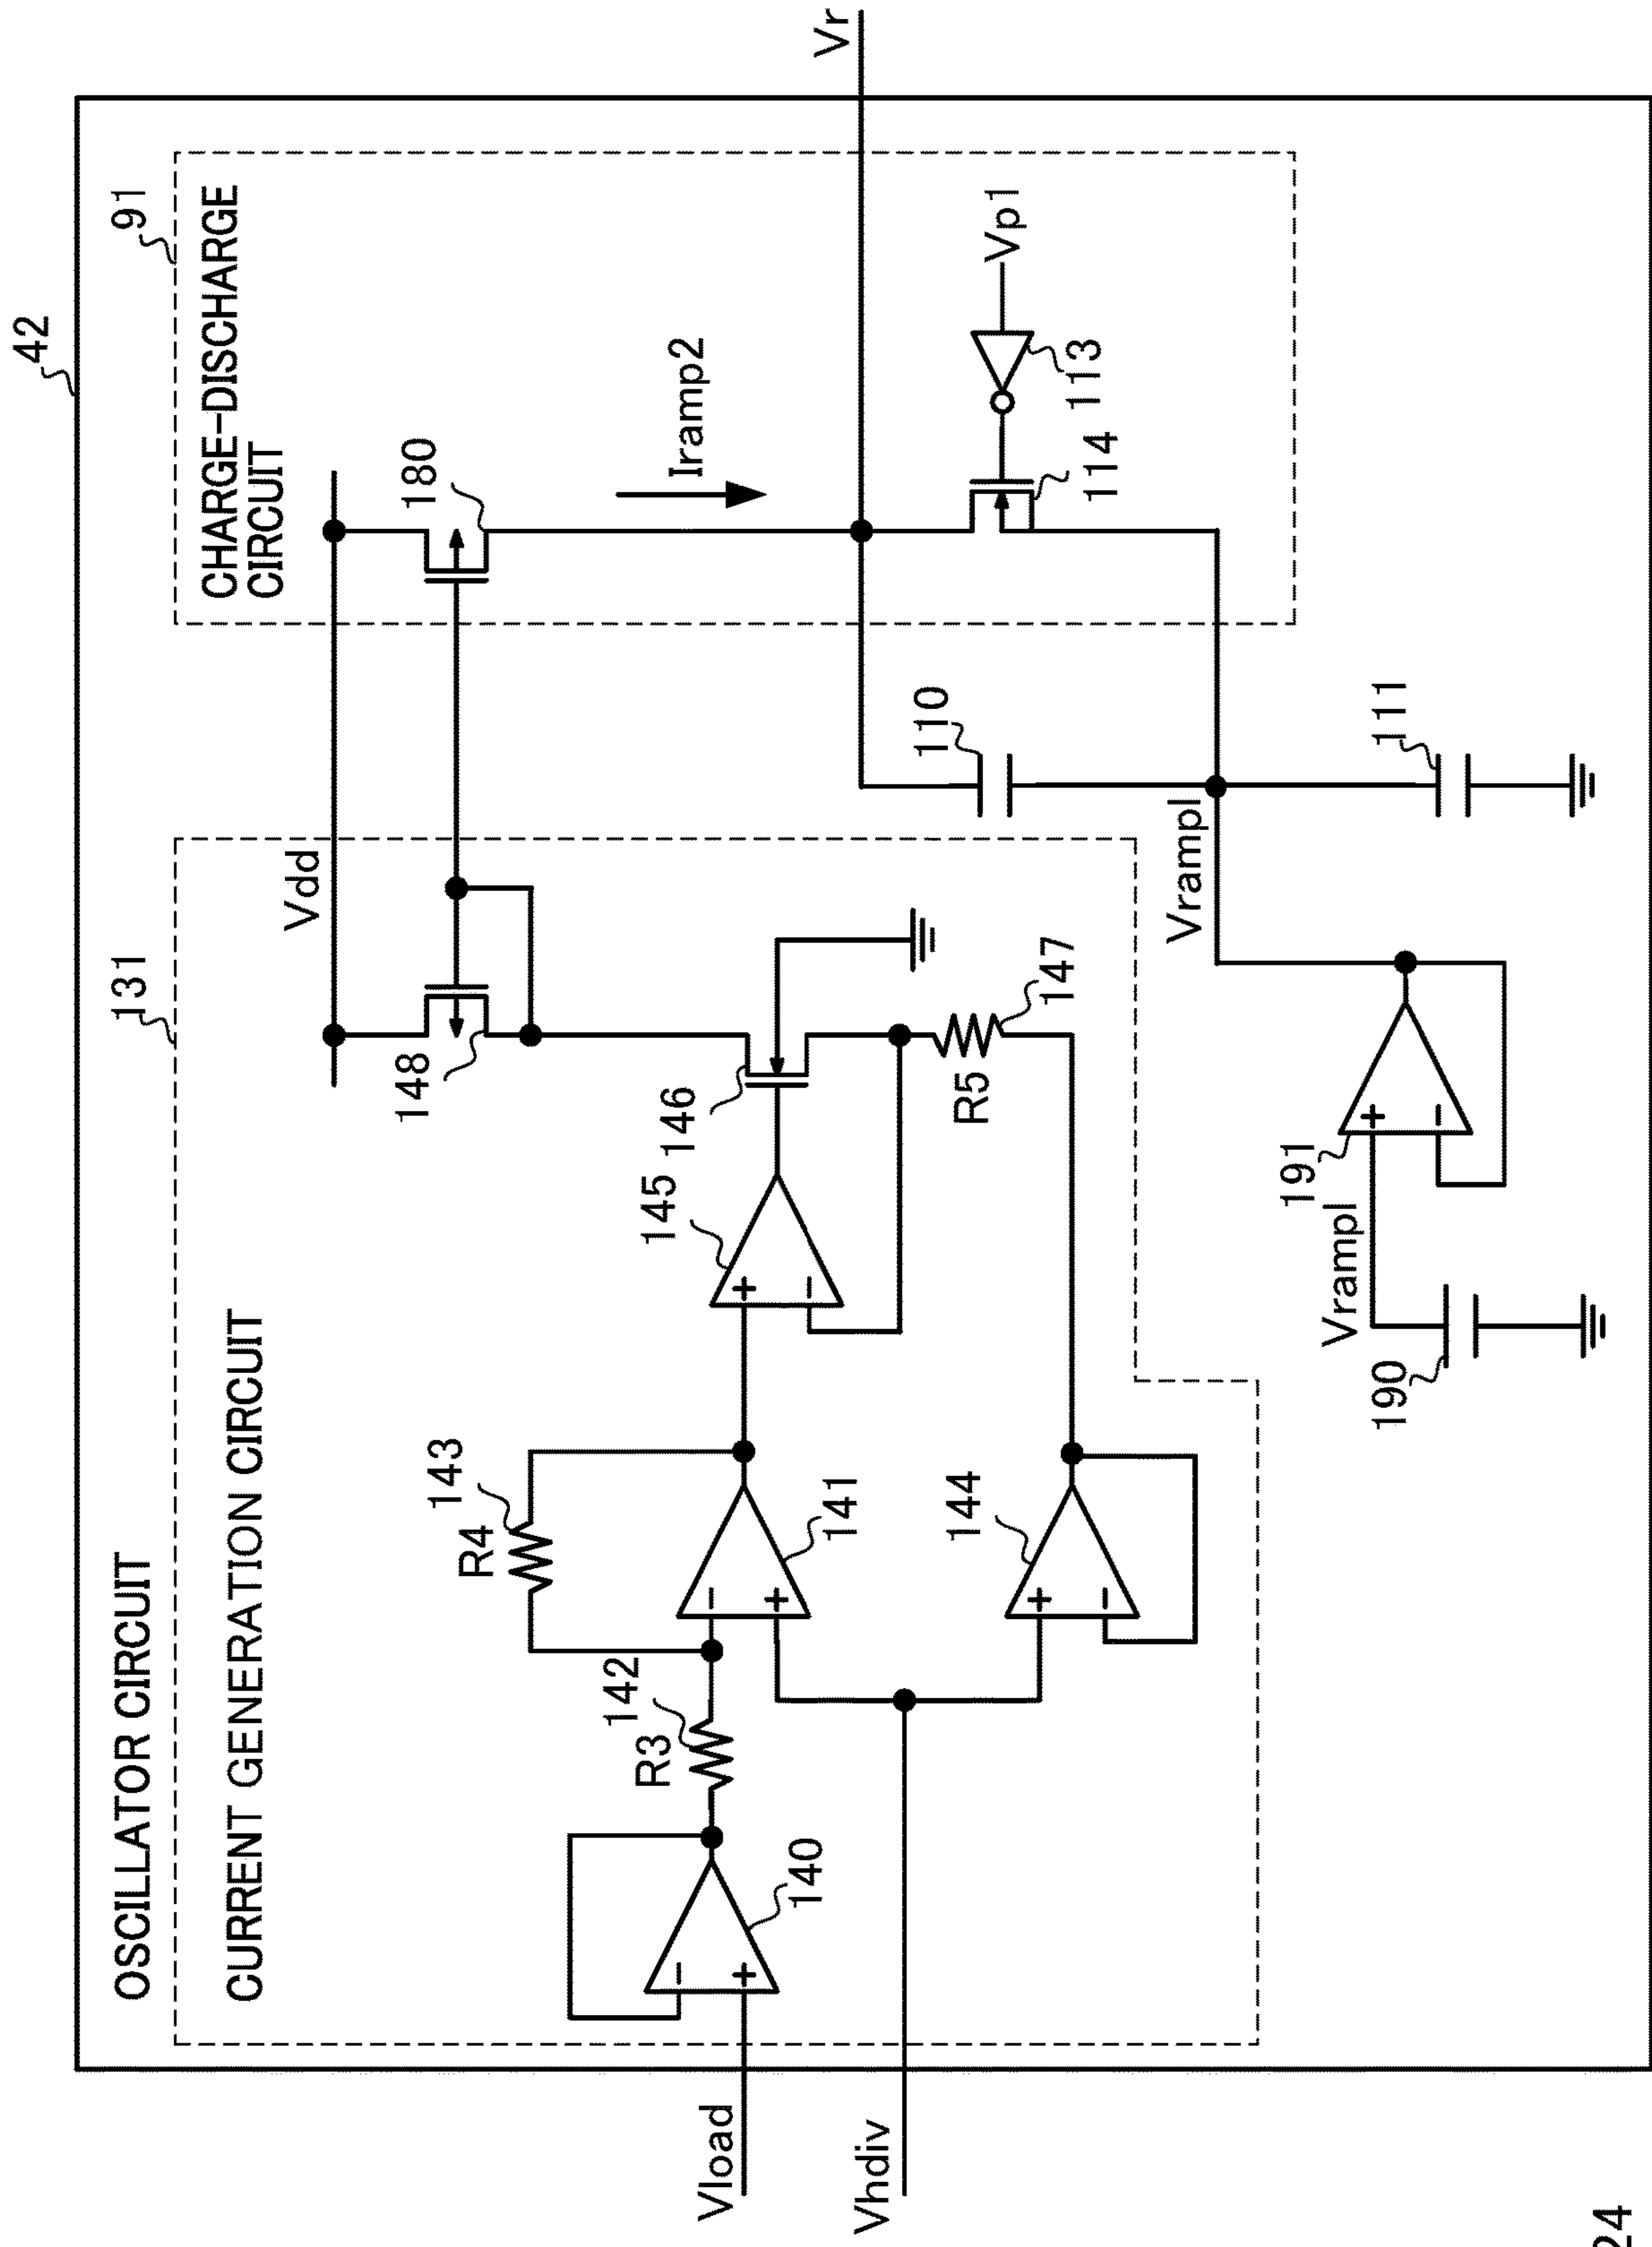 42
OSCILLATOR CIRCUIT
131
91
CURRENT GENERATION CIRCUIT
CHARGE-DISCHARGE
CIRCUIT
Vdd
148
180
143
R4
Iramp2
142
R3
145
146
Vload
140
141
Vr
Vhdiv
110
144
R5
147
Vp1
113
114
Vrampl
Vrampl
191
190
111
24